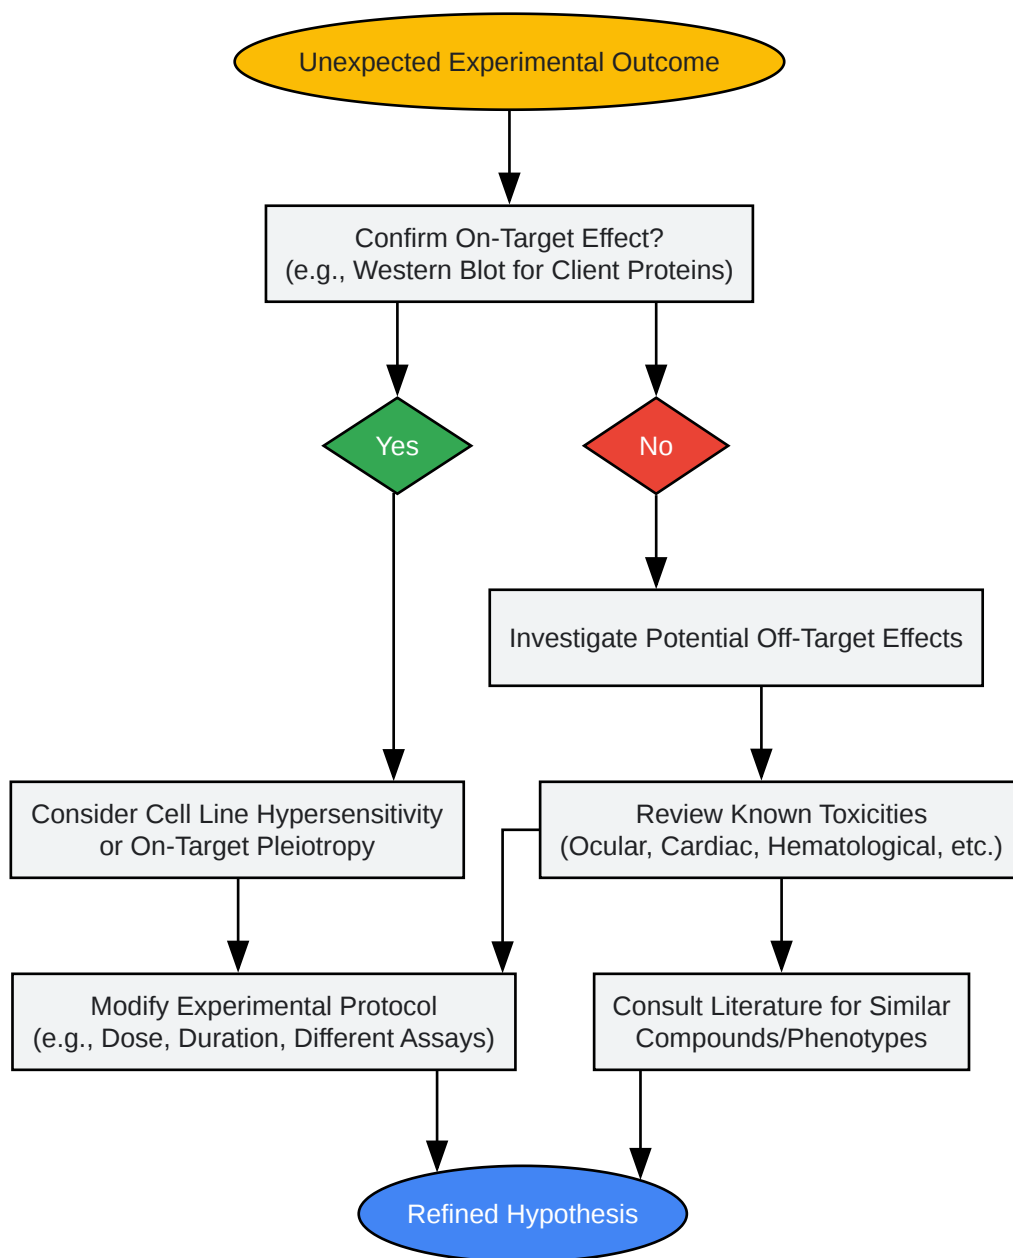 Unexpected Experimental Outcome
Confirm On-Target Effect?
(e.g., Western Blot for Client Proteins)
Yes
No
Investigate Potential Off-Target Effects
Consider Cell Line Hypersensitivity
or On-Target Pleiotropy
Review Known Toxicities
(Ocular, Cardiac, Hematological, etc.)
Modify Experimental Protocol
(e.g., Dose, Duration, Different Assays)
Consult Literature for Similar
Compounds/Phenotypes
Refined Hypothesis